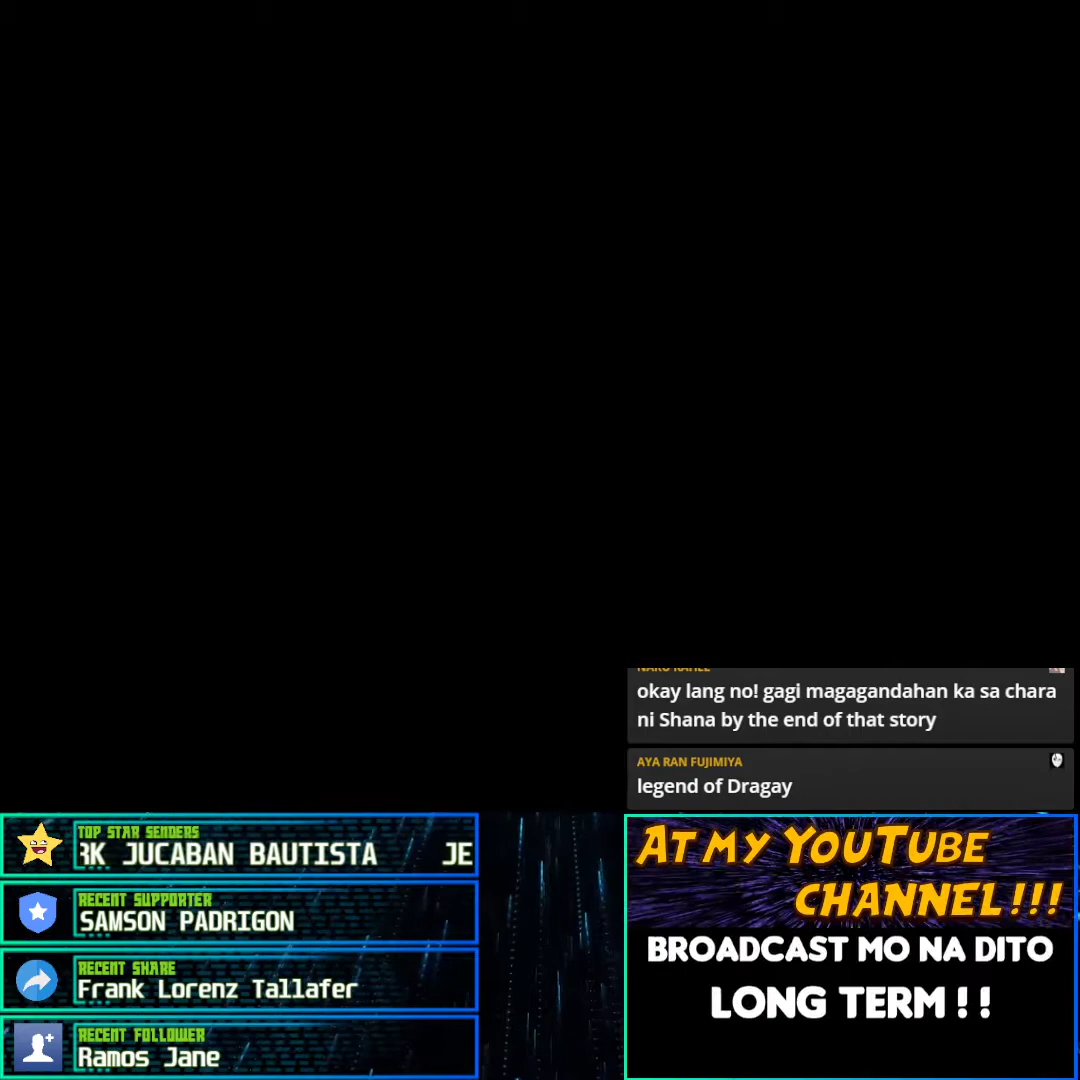 okay lang no! gagi magagandahan ka sa chara
ni Shana by the end of that story
AYA RAN FUJIMIYA
legend of Dragay
TOP STAR SENDERS
RK JUCABAN BAUTISTA JE
RECENT SUPPORTER
SAMSON PADRIGON
RECENT SHARE
Frank Lorenz Tallafer
RECENT FOLLOWER
Ramos Jane
AT MY YOUTUBE
CHANNEL!!!
BROADCAST MO NA DITO
LONG TERM!!